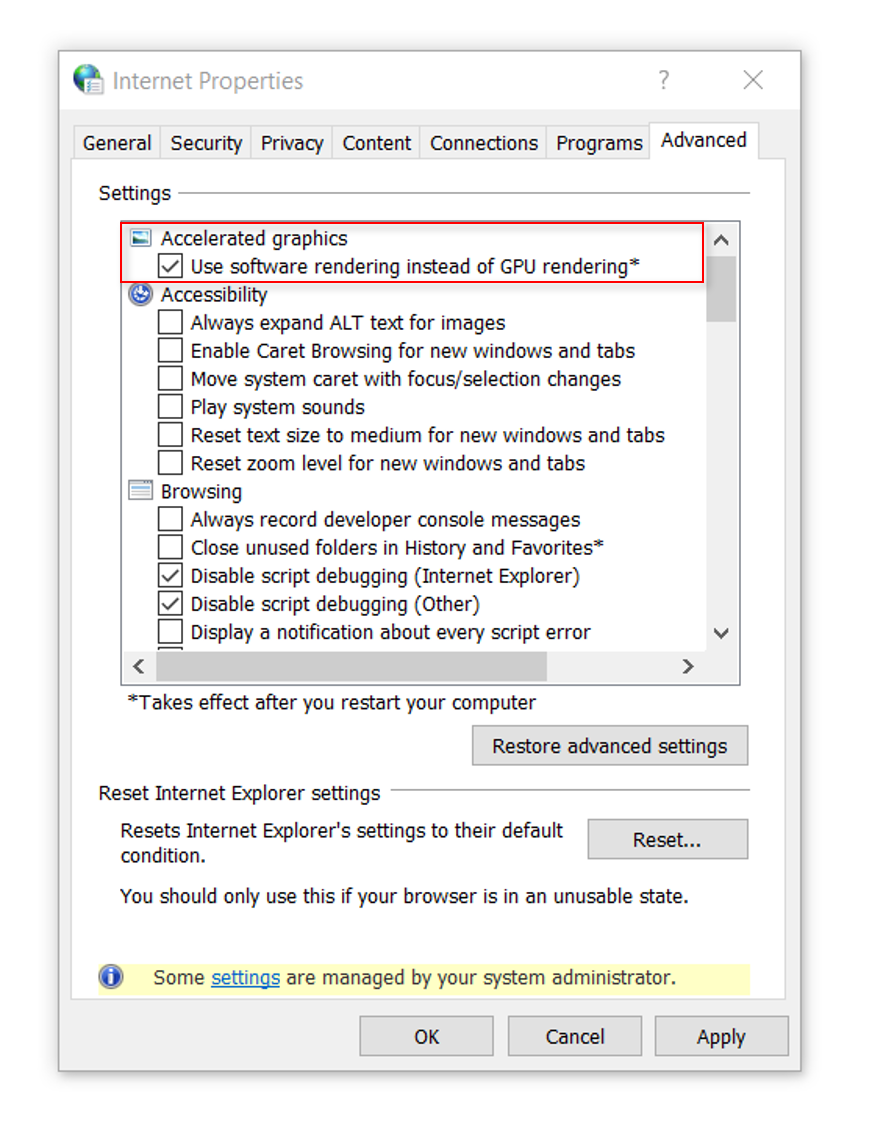 Internet Properties ?
General Security Privacy Content Connections Programs Advanced
Settings
Accelerated graphics
Use software rendering instead of GPU rendering*
Accessibility
Always expand ALT text for images
Enable Caret Browsing for new windows and tabs
Move system caret with focus/selection changes
Play system sounds
Reset text size to medium for new windows and tabs
Reset zoom level for new windows and tabs
Browsing
Always record developer console messages
Close unused folders in History and Favorites*
Disable script debugging (Internet Explorer)
Disable script debugging (Other)
Display a notification about every script error
*Takes effect after you restart your computer
Restore advanced settings
Reset Internet Explorer settings
Resets Internet Explorer's settings to their default
condition.
Reset...
You should only use this if your browser is in an unusable state.
Some settings are managed by your system administrator.
OK Cancel Apply